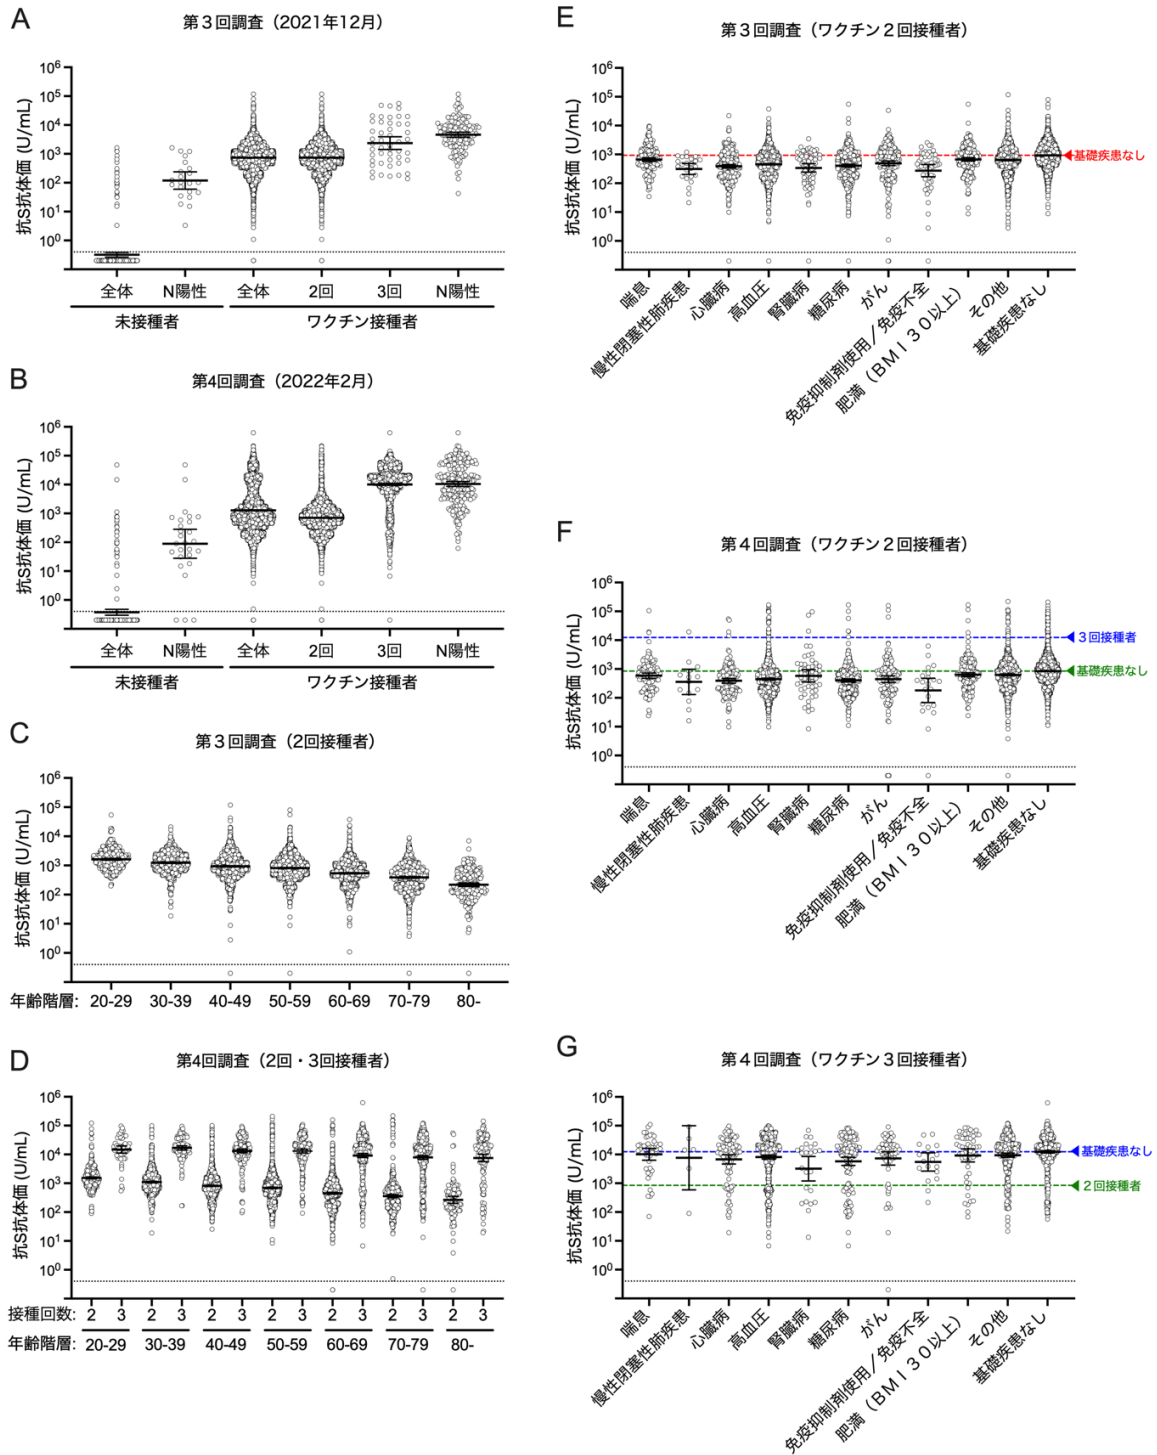 A
第３回調査（2021年12月）
抗S抗体価 (U/mL)
10⁶
10⁵
10⁴
10³
10²
10¹
10⁰
全体 N陽性 全体 2回 3回 N陽性
未接種者 ワクチン接種者
B
第4回調査（2022年2月）
抗S抗体価 (U/mL)
10⁶
10⁵
10⁴
10³
10²
10¹
10⁰
全体 N陽性 全体 2回 3回 N陽性
未接種者 ワクチン接種者
C
第３回調査（2回接種者）
抗S抗体価 (U/mL)
10⁶
10⁵
10⁴
10³
10²
10¹
10⁰
年齢階層: 20-29 30-39 40-49 50-59 60-69 70-79 80-
D
第4回調査（2回・3回接種者）
抗S抗体価 (U/mL)
10⁶
10⁵
10⁴
10³
10²
10¹
10⁰
接種回数: 2 3 2 3 2 3 2 3 2 3 2 3 2 3
年齢階層: 20-29 30-39 40-49 50-59 60-69 70-79 80-
E
第３回調査（ワクチン２回接種者）
抗S抗体価 (U/mL)
10⁶
10⁵
10⁴
10³
10²
10¹
10⁰
基礎疾患なし
喘息
慢性閉塞性肺疾患
心臓病
高血圧
腎臓病
糖尿病
がん
免疫抑制剤使用／免疫不全
肥満（ＢＭＩ３０以上）
その他
基礎疾患なし
F
第４回調査（ワクチン２回接種者）
抗S抗体価 (U/mL)
10⁶
10⁵
10⁴
10³
10²
10¹
10⁰
３回接種者
基礎疾患なし
喘息
慢性閉塞性肺疾患
心臓病
高血圧
腎臓病
糖尿病
がん
免疫抑制剤使用／免疫不全
肥満（ＢＭＩ３０以上）
その他
基礎疾患なし
G
第４回調査（ワクチン３回接種者）
抗S抗体価 (U/mL)
10⁶
10⁵
10⁴
10³
10²
10¹
10⁰
基礎疾患なし
２回接種者
喘息
慢性閉塞性肺疾患
心臓病
高血圧
腎臓病
糖尿病
がん
免疫抑制剤使用／免疫不全
肥満（ＢＭＩ３０以上）
その他
基礎疾患なし